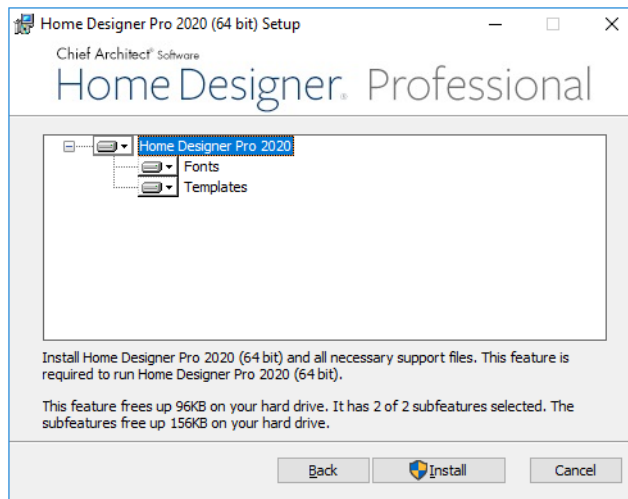 Home Designer Pro 2020 (64 bit) Setup
Chief Architect® Software
Home Designer® Professional
Home Designer Pro 2020
Fonts
Templates
Install Home Designer Pro 2020 (64 bit) and all necessary support files. This feature is
required to run Home Designer Pro 2020 (64 bit).
This feature frees up 96KB on your hard drive. It has 2 of 2 subfeatures selected. The
subfeatures free up 156KB on your hard drive.
Back Install Cancel